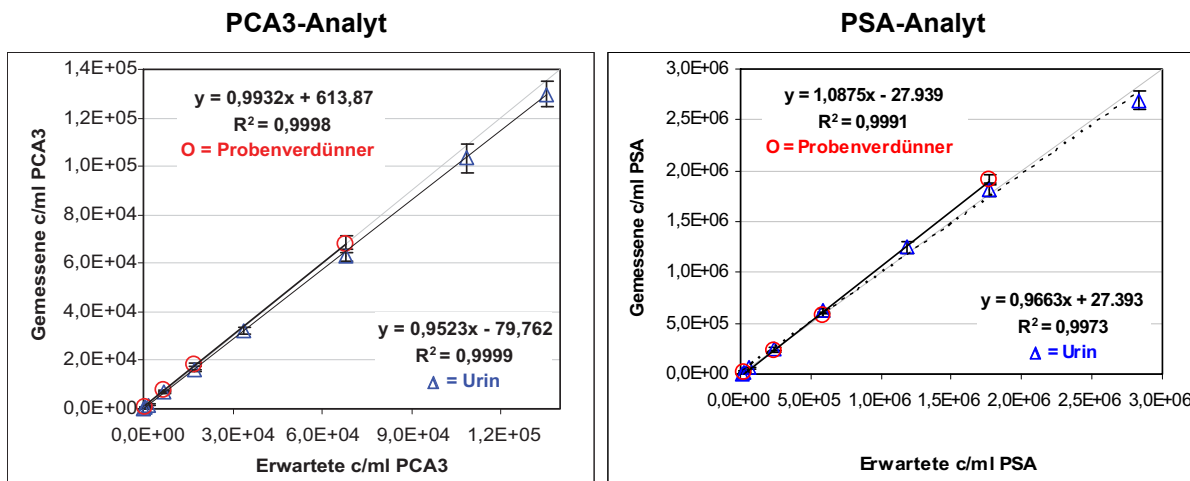 PCA3-Analyt
1,4E+05
1,2E+05
1,0E+05
8,0E+04
6,0E+04
4,0E+04
2,0E+04
0,0E+00
Gemessene c/ml PCA3
y = 0,9932x + 613,87
R² = 0,9998
O = Probenverdünner
y = 0,9523x - 79,762
R² = 0,9999
Δ = Urin
0,0E+00 3,0E+04 6,0E+04 9,0E+04 1,2E+05
Erwartete c/ml PCA3
PSA-Analyt
3,0E+06
2,5E+06
2,0E+06
1,5E+06
1,0E+06
5,0E+05
0,0E+00
Gemessene c/ml PSA
y = 1,0875x - 27.939
R² = 0,9991
O = Probenverdünner
y = 0,9663x + 27.393
R² = 0,9973
Δ = Urin
0,0E+00 5,0E+05 1,0E+06 1,5E+06 2,0E+06 2,5E+06 3,0E+06
Erwartete c/ml PSA